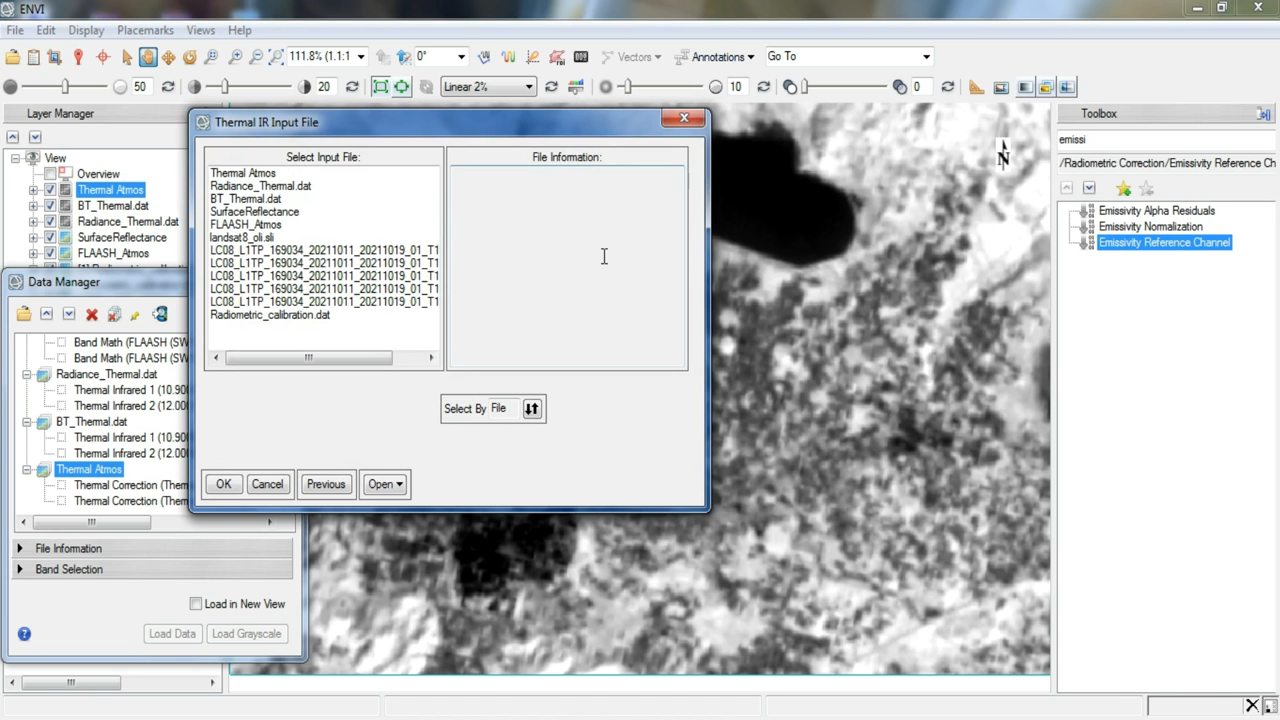 ENVI
File Edit Display Placemarks Views Help
111.8% (1.1:1 0° Vectors Annotations Go To
50 20 Linear 2% 10 0
Layer Manager
View
Overview
Thermal Atmos
BT_Thermal.dat
Radiance_Thermal.dat
SurfaceReflectance
FLAASH_Atmos
Data Manager
Band Math (FLAASH (SW
Band Math (FLAASH (SW
Radiance_Thermal.dat
Thermal Infrared 1 (10.900
Thermal Infrared 2 (12.000
BT_Thermal.dat
Thermal Infrared 1 (10.900
Thermal Infrared 2 (12.000
Thermal Atmos
Thermal Correction (Therm
Thermal Correction (Therm
File Information
Band Selection
Load in New View
Load Data Load Grayscale
Thermal IR Input File
Select Input File:
Thermal Atmos
Radiance_Thermal.dat
BT_Thermal.dat
SurfaceReflectance
FLAASH_Atmos
landsat8_oli.sli
LC08_L1TP_169034_20211011_20211019_01_T1
LC08_L1TP_169034_20211011_20211019_01_T1
LC08_L1TP_169034_20211011_20211019_01_T1
LC08_L1TP_169034_20211011_20211019_01_T1
LC08_L1TP_169034_20211011_20211019_01_T1
Radiometric_calibration.dat
File Information:
Select By File
OK Cancel Previous Open
N
Toolbox
emissi
/Radiometric Correction/Emissivity Reference Ch
Emissivity Alpha Residuals
Emissivity Normalization
Emissivity Reference Channel